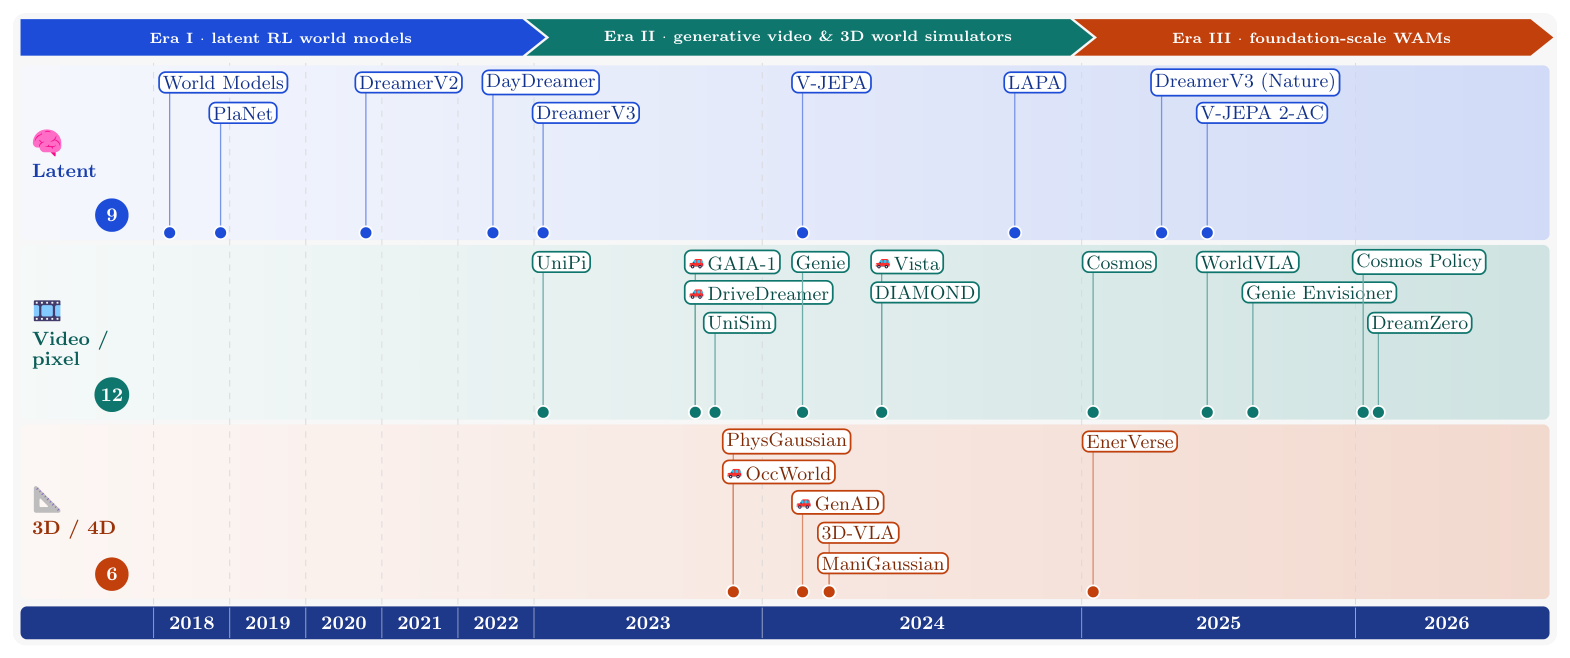 Era I · latent RL world models
Era II · generative video & 3D world simulators
Era III · foundation-scale WAMs
World Models
DreamerV2
DayDreamer
V-JEPA
LAPA
DreamerV3 (Nature)
PlaNet
DreamerV3
V-JEPA 2-AC
Latent
9
UniPi
GAIA-1
Genie
Vista
Cosmos
WorldVLA
Cosmos Policy
DriveDreamer
DIAMOND
Genie Envisioner
UniSim
DreamZero
Video /
pixel
12
PhysGaussian
EnerVerse
OccWorld
GenAD
3D-VLA
ManiGaussian
3D / 4D
6
2018
2019
2020
2021
2022
2023
2024
2025
2026